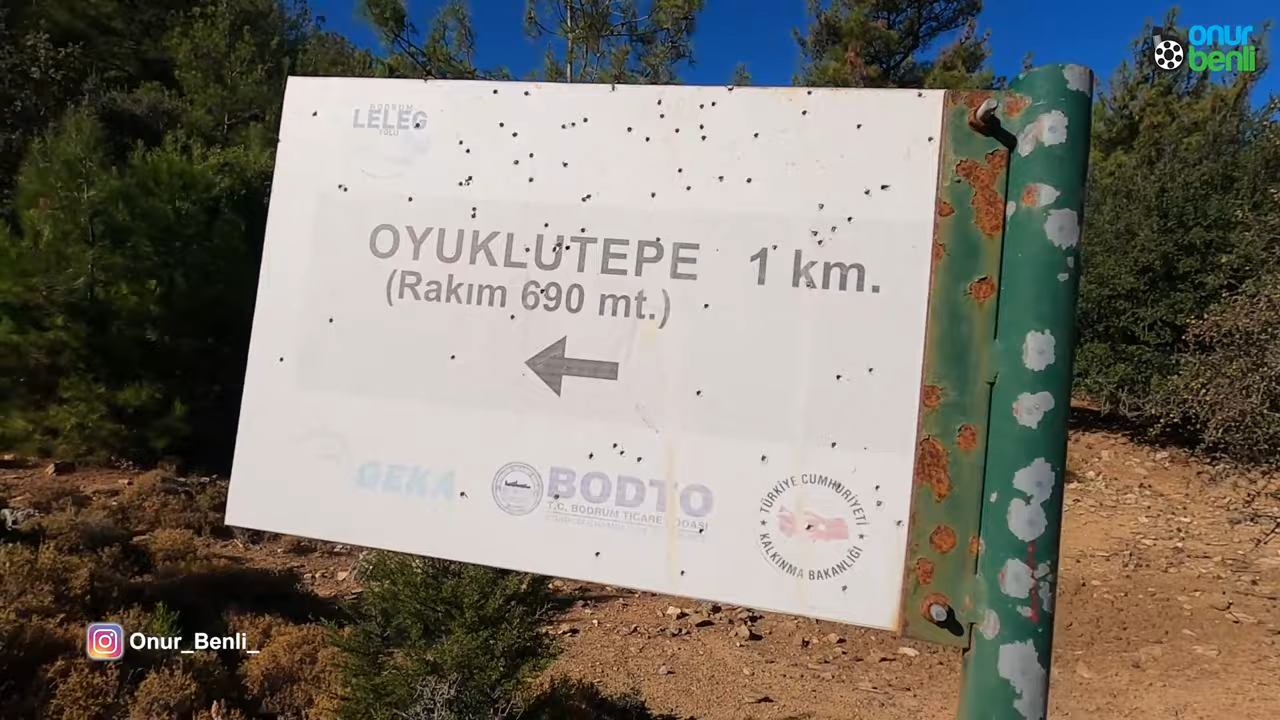 onur
benli
BODRUM
LELEG
YOLU
OYUKLUTEPE 1 km.
(Rakım 690 mt.)
GEKA
BODTO
T.C. BODRUM TİCARET ODASI
TÜRKİYE CUMHURİYETİ
KALKINMA BAKANLIĞI
Onur_Benli_